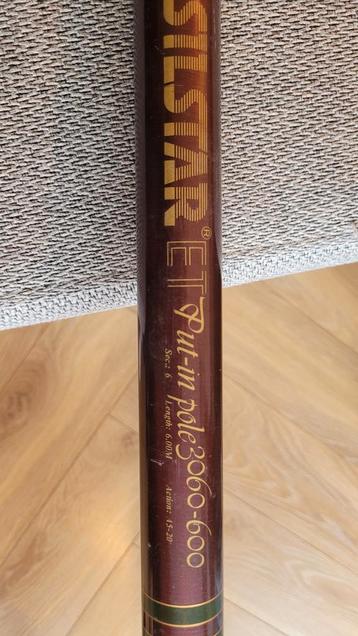 SILSTAR® ET Put-in pole 3060-600
Sec.: 6 Length: 6.00M Action: 15-20